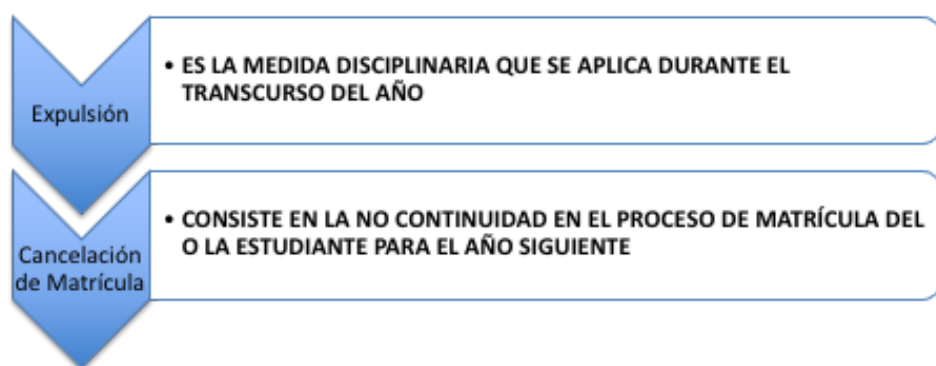 Expulsión
• ES LA MEDIDA DISCIPLINARIA QUE SE APLICA DURANTE EL
TRANSCURSO DEL AÑO
Cancelación
de Matrícula
• CONSISTE EN LA NO CONTINUIDAD EN EL PROCESO DE MATRÍCULA DEL
O LA ESTUDIANTE PARA EL AÑO SIGUIENTE